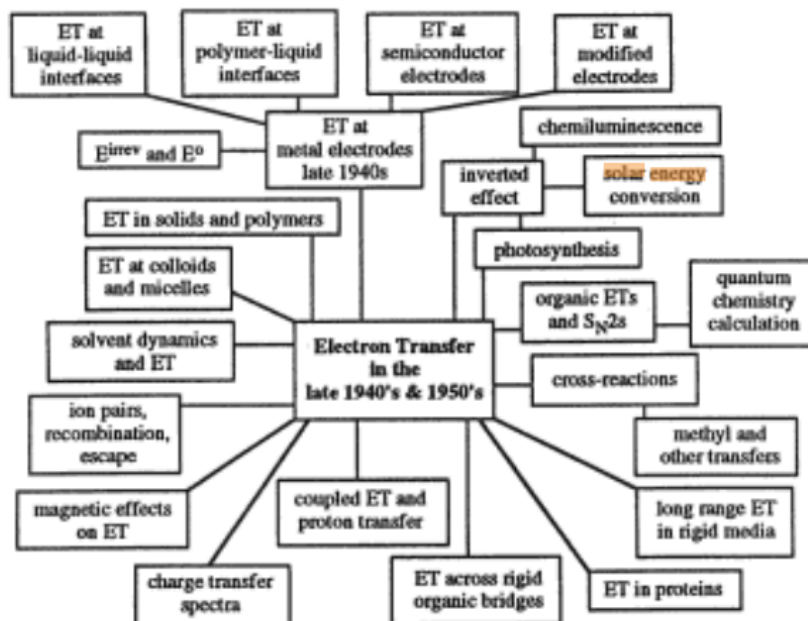 ET at
liquid-liquid
interfaces
ET at
polymer-liquid
interfaces
ET at
semiconductor
electrodes
ET at
modified
electrodes
E^irrev and E^o
ET at
metal electrodes
late 1940s
chemiluminescence
inverted
effect
solar energy
conversion
photosynthesis
ET in solids and polymers
ET at colloids
and micelles
organic ETs
and S_N2s
quantum
chemistry
calculation
solvent dynamics
and ET
Electron Transfer
in the
late 1940's & 1950's
cross-reactions
ion pairs,
recombination,
escape
methyl and
other transfers
magnetic effects
on ET
coupled ET and
proton transfer
long range ET
in rigid media
charge transfer
spectra
ET across rigid
organic bridges
ET in proteins